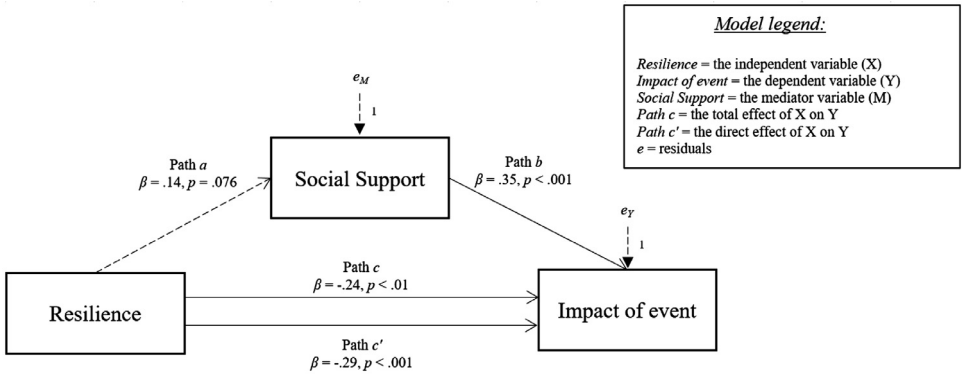 Model legend:
Resilience = the independent variable (X)
Impact of event = the dependent variable (Y)
Social Support = the mediator variable (M)
Path c = the total effect of X on Y
Path c' = the direct effect of X on Y
e = residuals
eM
1
Social Support
Path a
β = .14, p = .076
Path b
β = .35, p < .001
eY
1
Resilience
Path c
β = -.24, p < .01
Impact of event
Path c'
β = -.29, p < .001